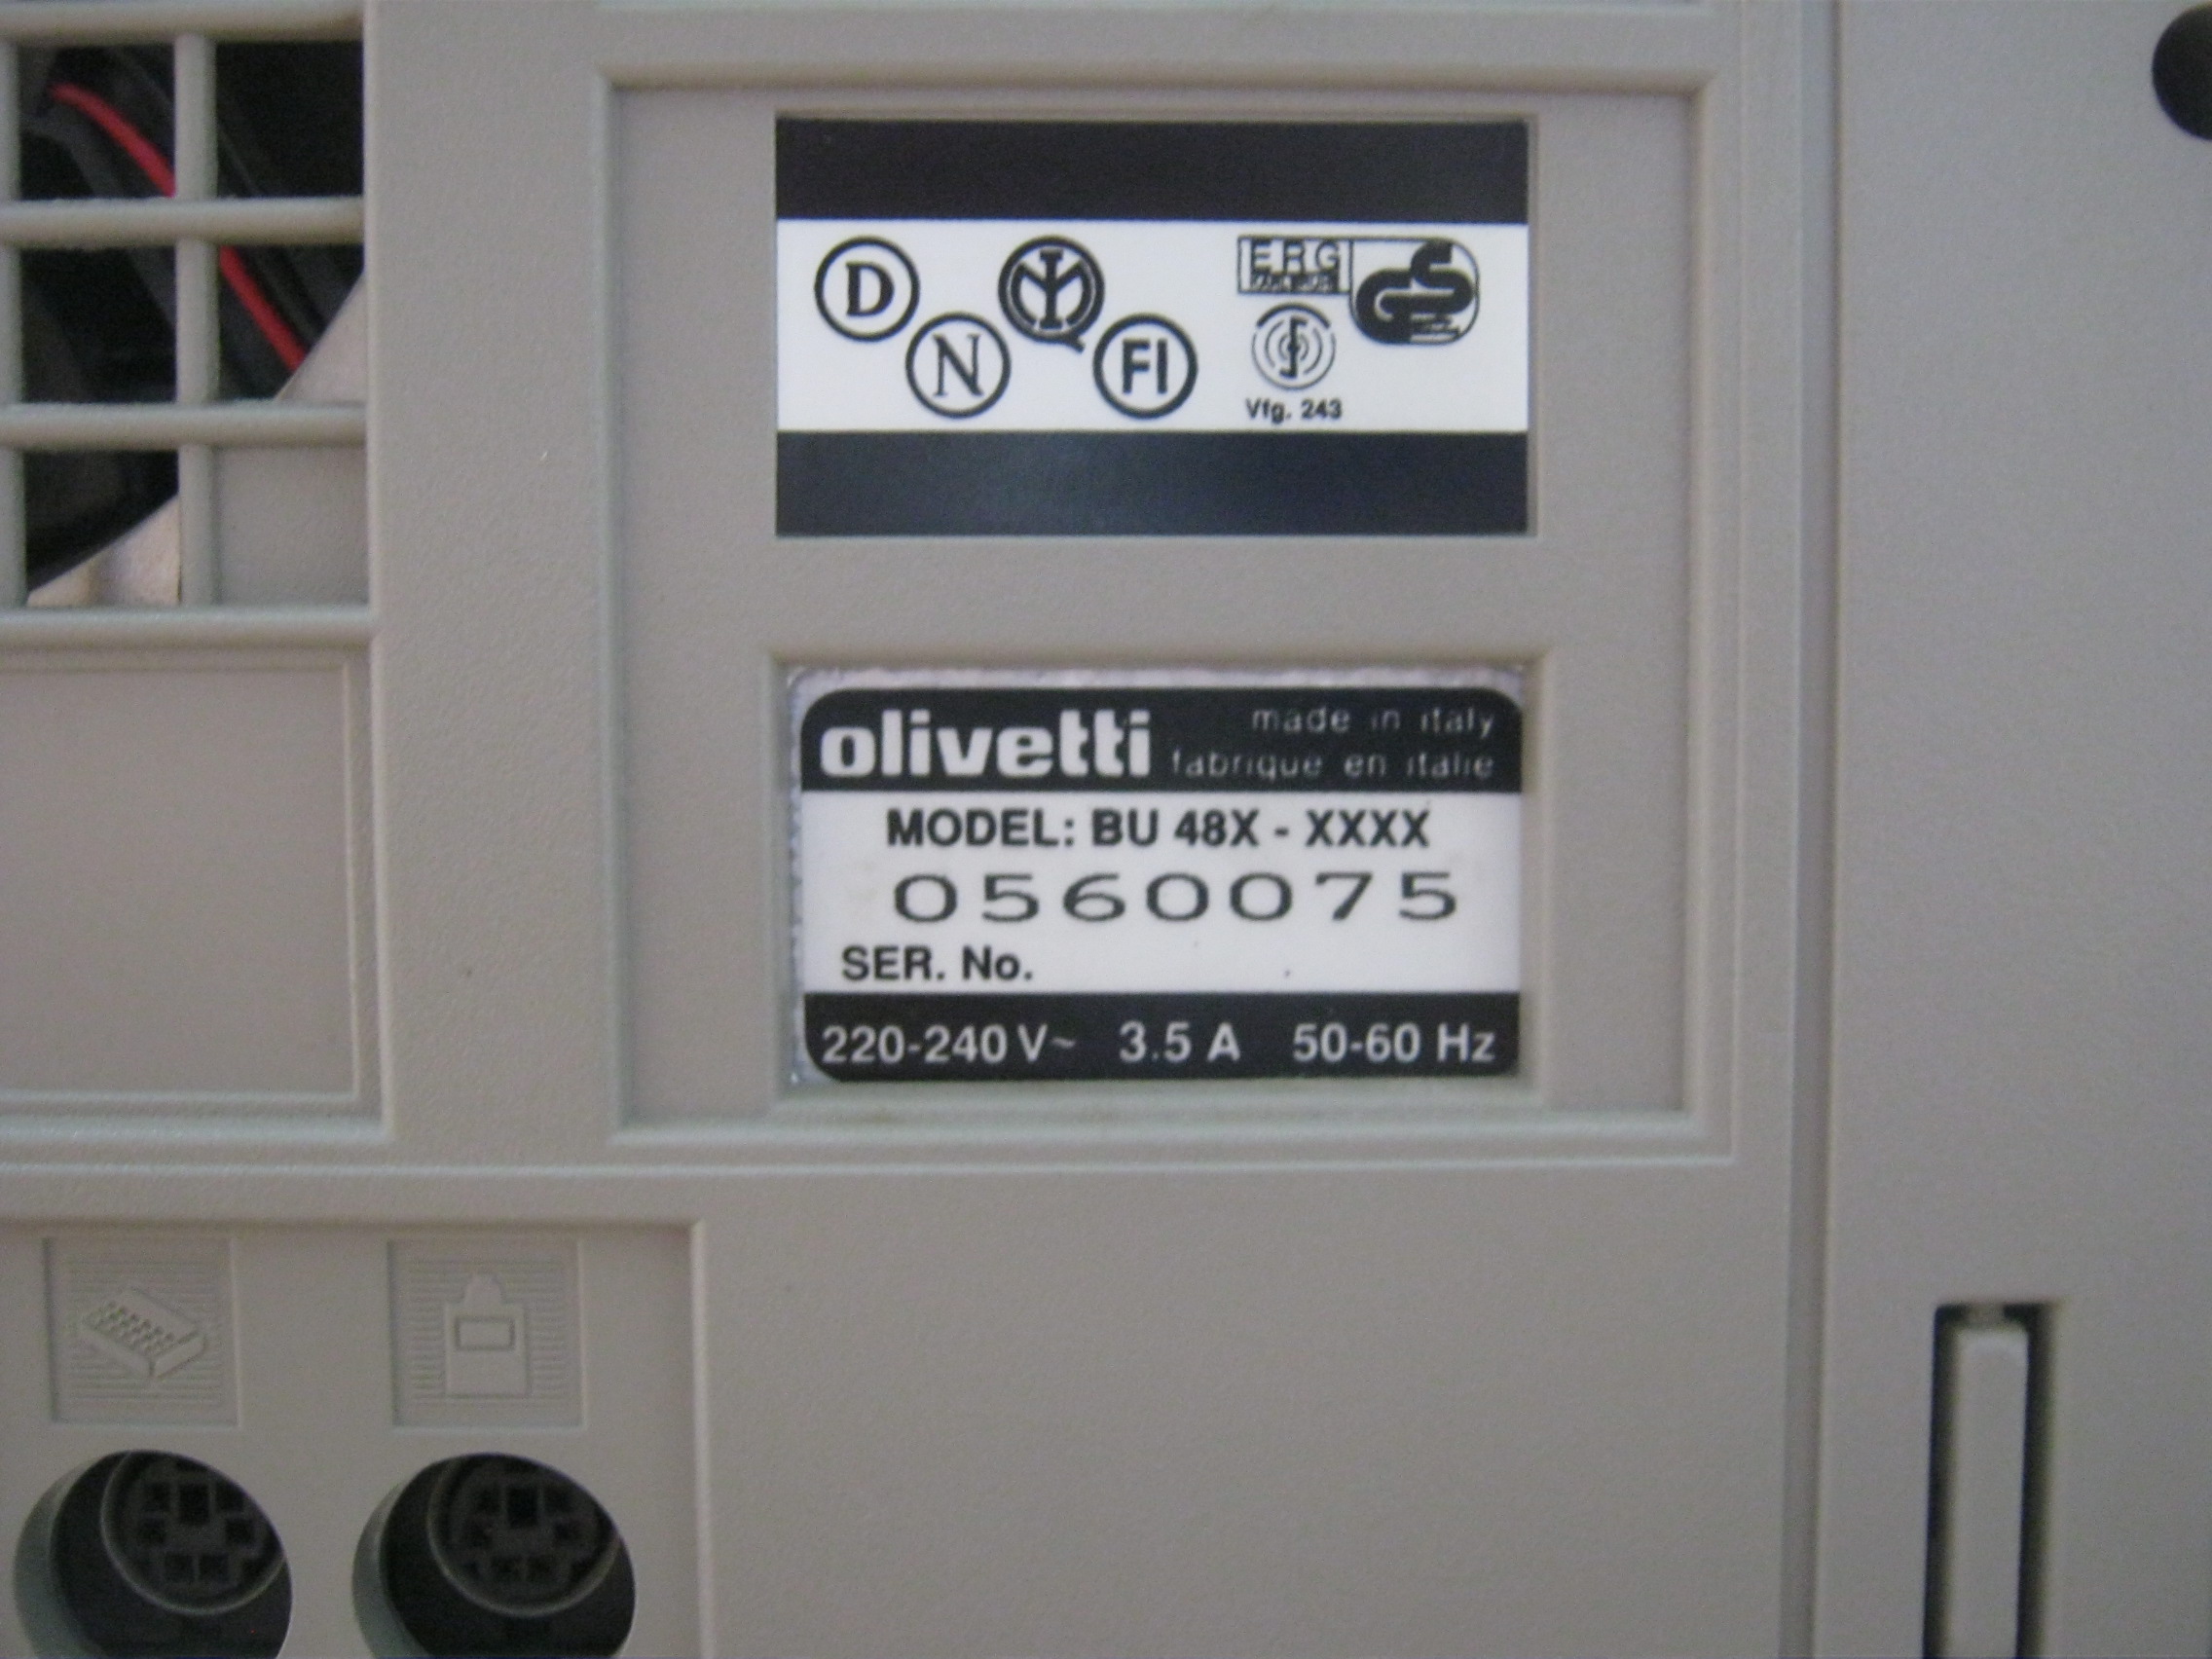 D
N
FI
ERG
GS
Vfg. 243
olivetti
made in italy
fabrique en italie
MODEL: BU 48X - XXXX
0560075
SER. No.
220-240 V~ 3.5 A 50-60 Hz